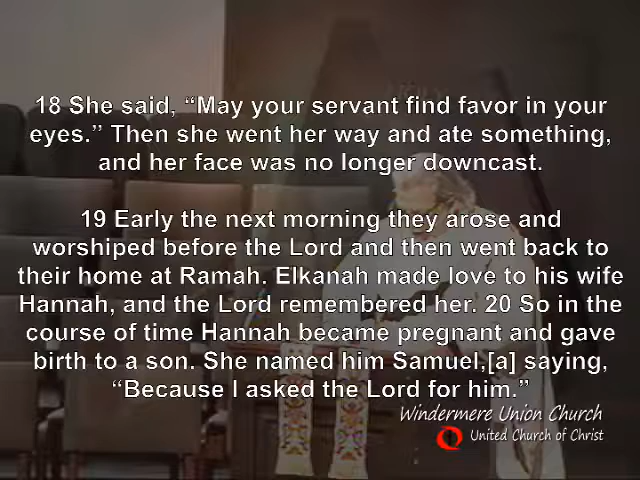 18 She said, “May your servant find favor in your
eyes.” Then she went her way and ate something,
and her face was no longer downcast.
19 Early the next morning they arose and
worshiped before the Lord and then went back to
their home at Ramah. Elkanah made love to his wife
Hannah, and the Lord remembered her. 20 So in the
course of time Hannah became pregnant and gave
birth to a son. She named him Samuel,[a] saying,
“Because I asked the Lord for him.”
Windermere Union Church
United Church of Christ